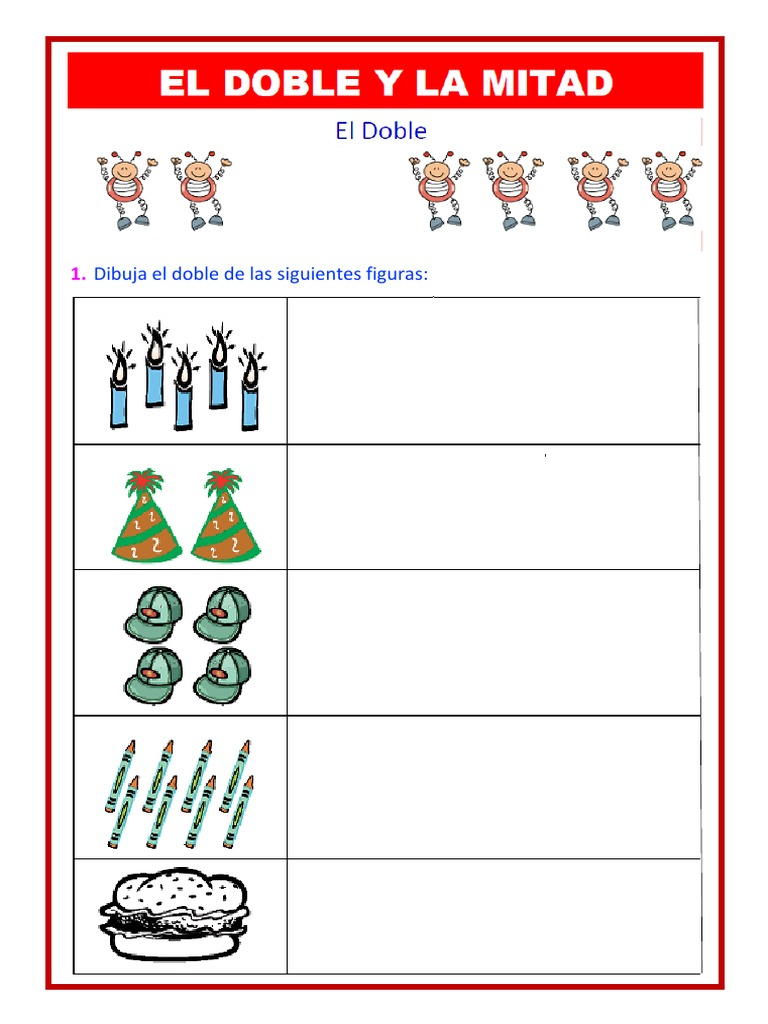 EL DOBLE Y LA MITAD
El Doble
1. Dibuja el doble de las siguientes figuras: